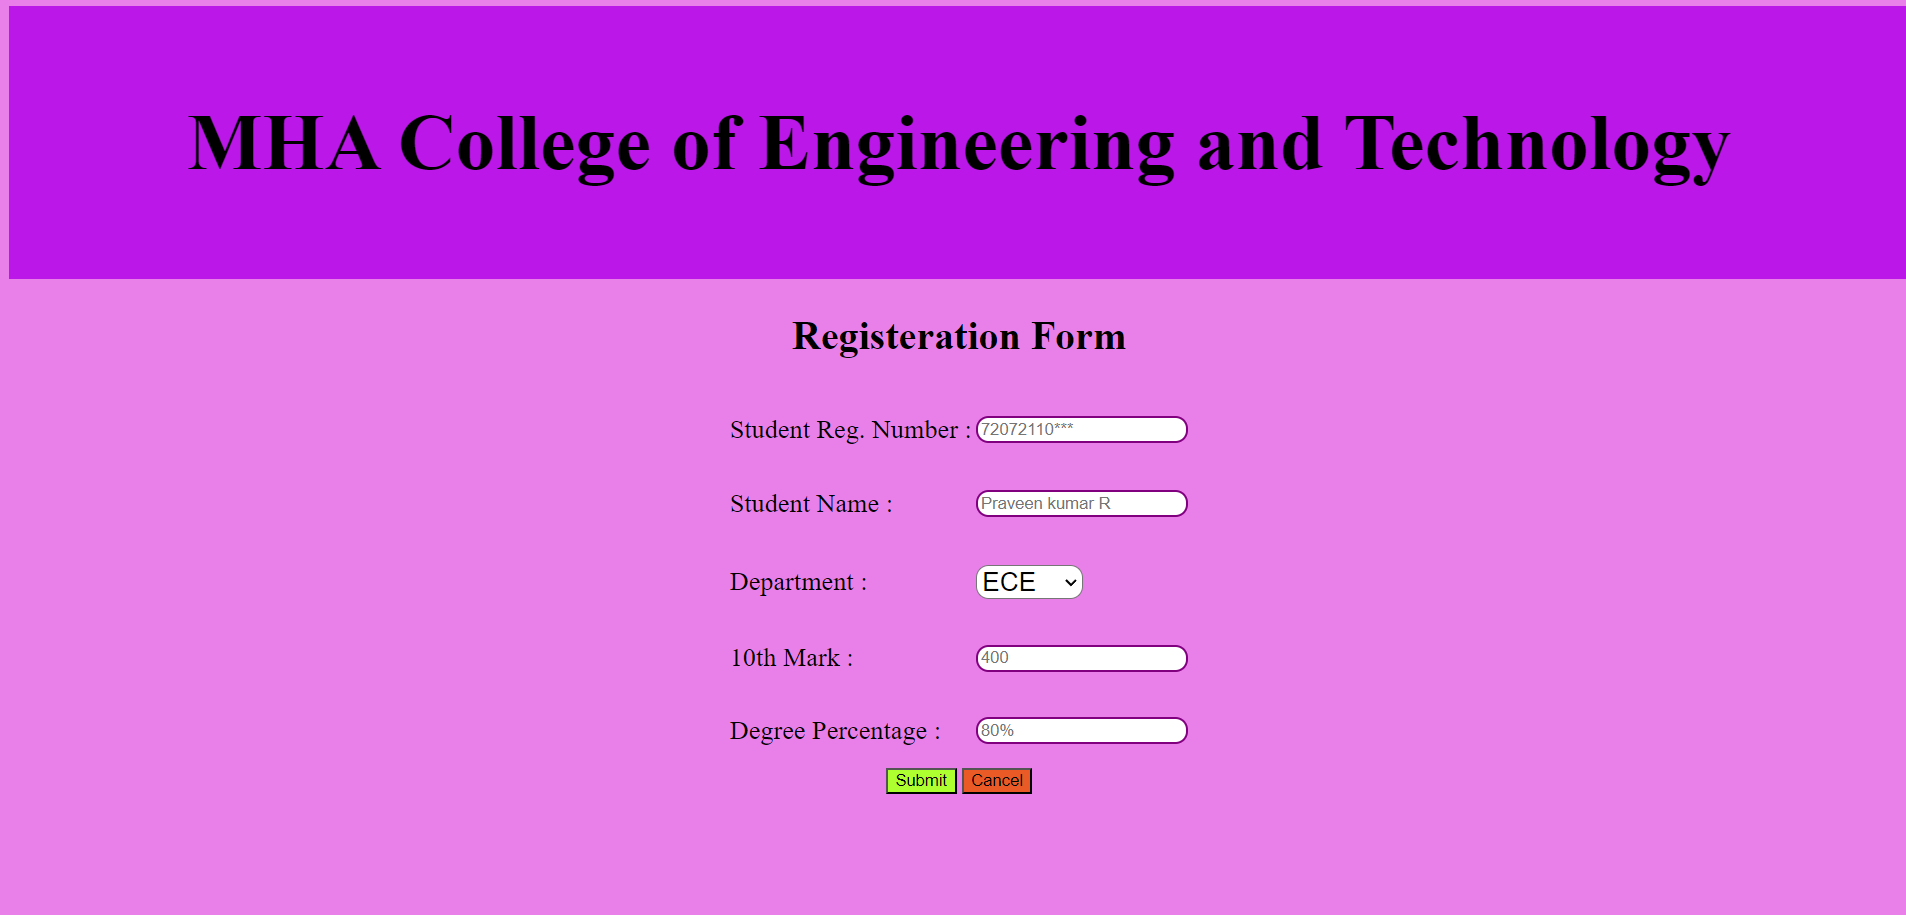 MHA College of Engineering and Technology
Registeration Form
Student Reg. Number : 72072110***
Student Name : Praveen kumar R
Department : ECE
10th Mark : 400
Degree Percentage : 80%
Submit Cancel